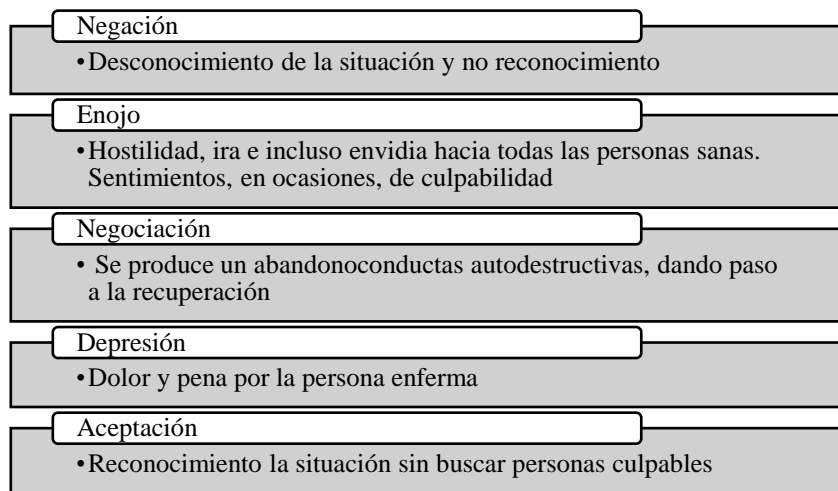 Negación
•Desconocimiento de la situación y no reconocimiento
Enojo
•Hostilidad, ira e incluso envidia hacia todas las personas sanas.
Sentimientos, en ocasiones, de culpabilidad
Negociación
• Se produce un abandonoconductas autodestructivas, dando paso
a la recuperación
Depresión
•Dolor y pena por la persona enferma
Aceptación
•Reconocimiento la situación sin buscar personas culpables